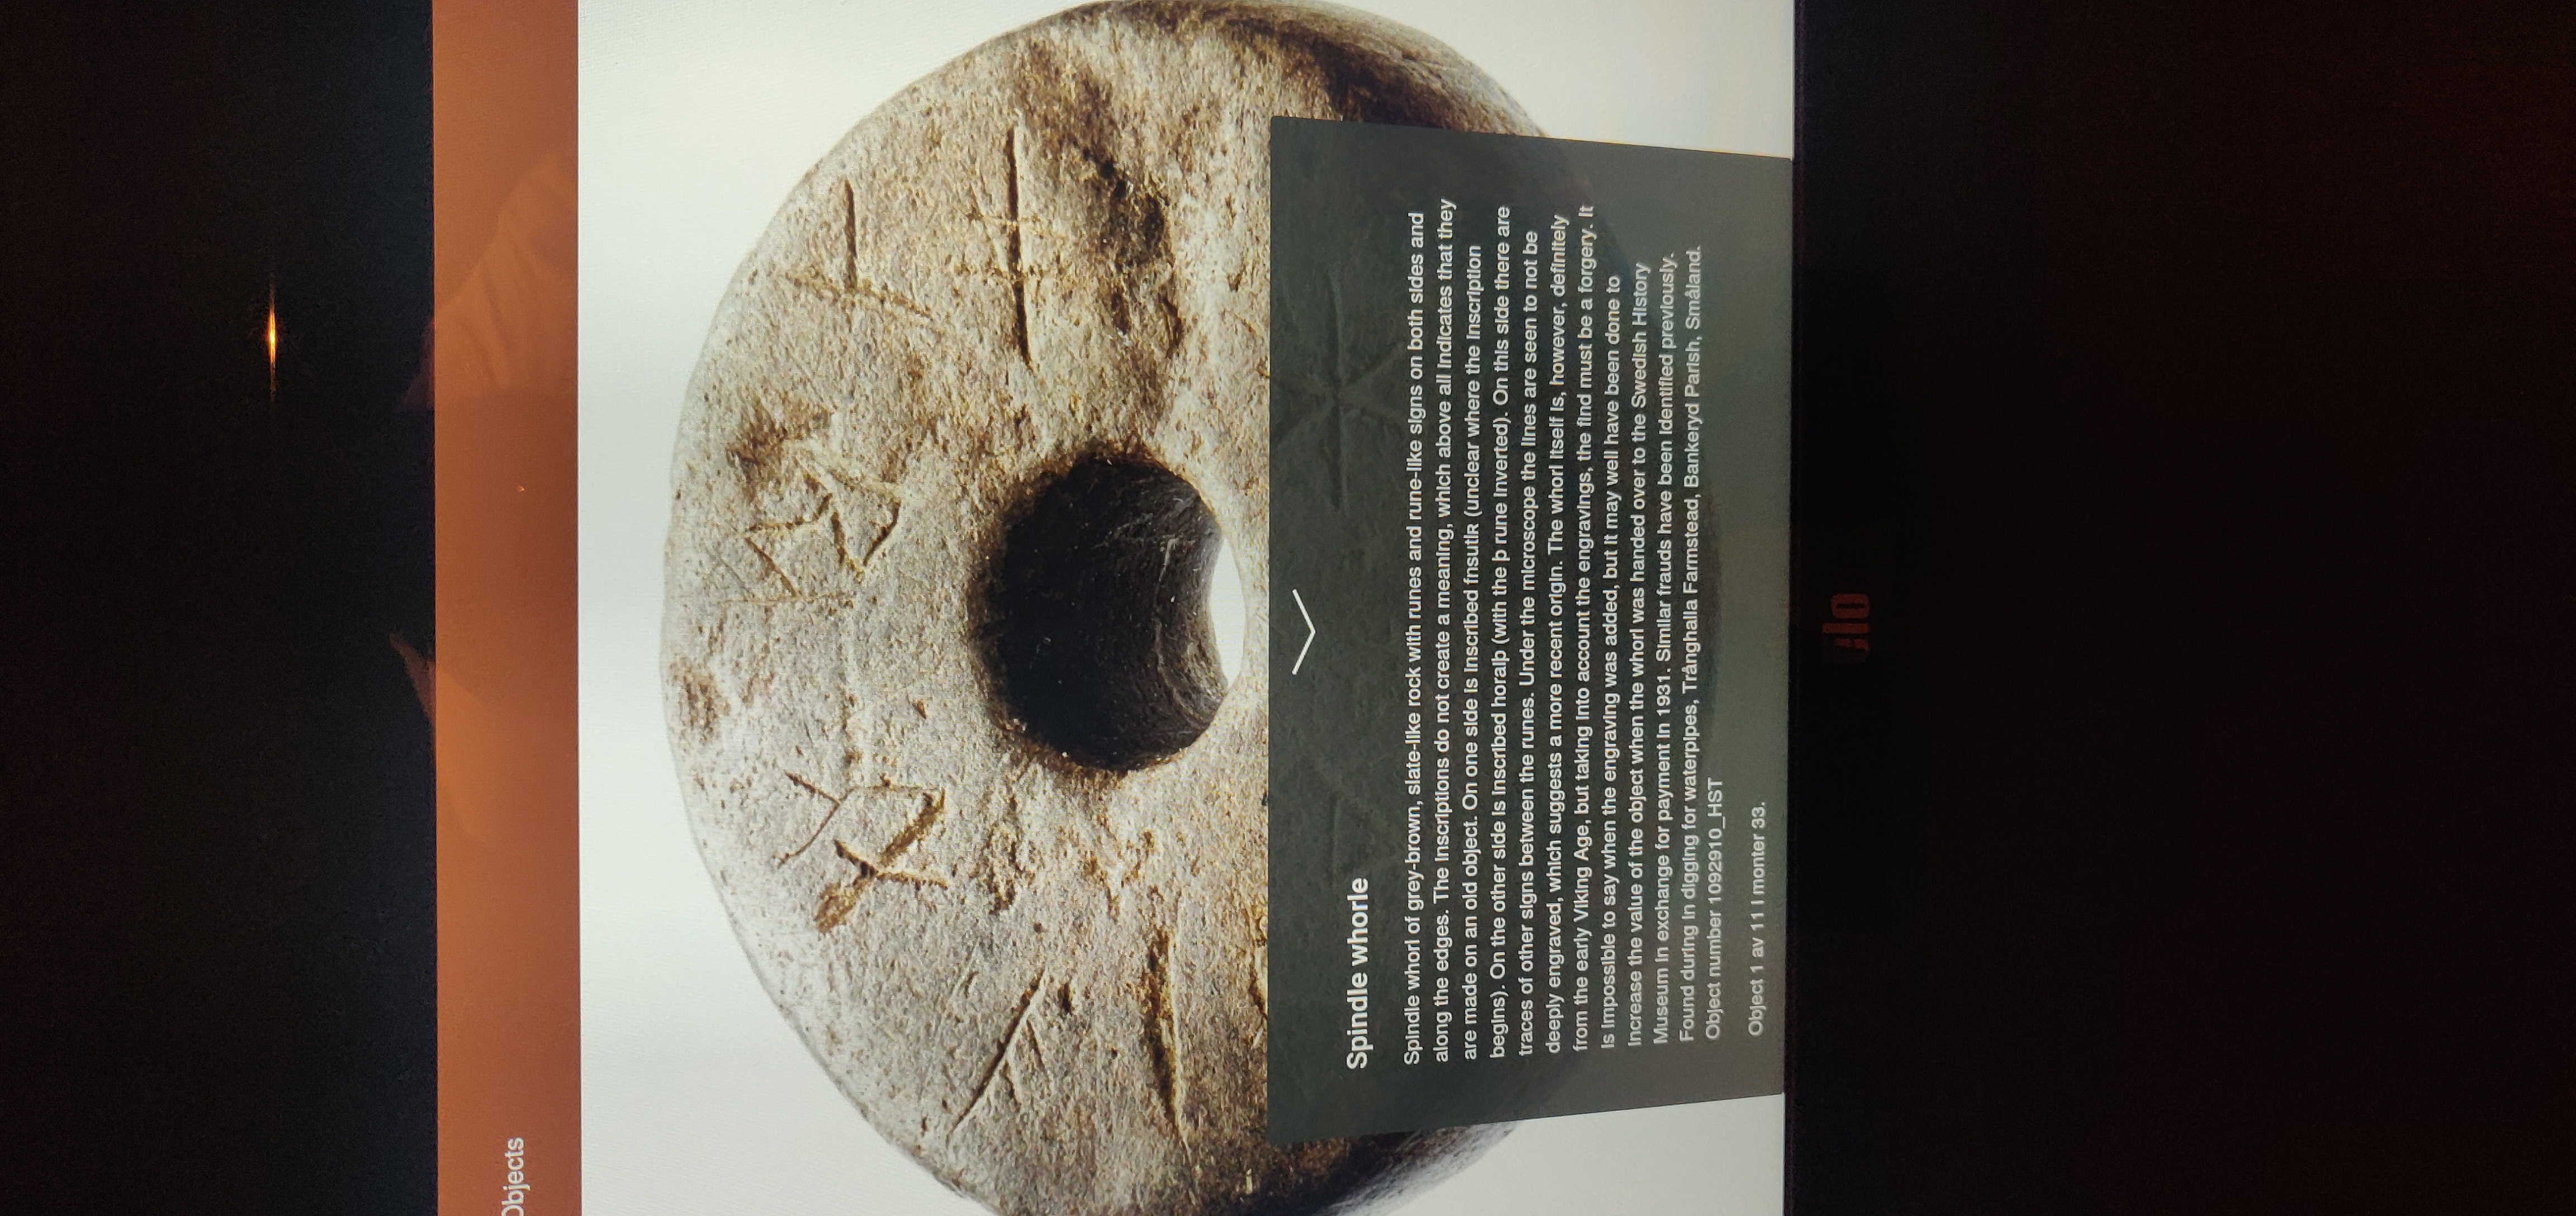 Objects
Spindle whorle
Spindle whorl of grey-brown, slate-like rock with runes and rune-like signs on both sides and
along the edges. The inscriptions do not create a meaning, which above all indicates that they
are made on an old object. On one side is inscribed fnsutiʀ (unclear where the inscription
begins). On the other side is inscribed horaiþ (with the þ rune inverted). On this side there are
traces of other signs between the runes. Under the microscope the lines are seen to not be
deeply engraved, which suggests a more recent origin. The whorl itself is, however, definitely
from the early Viking Age, but taking into account the engravings, the find must be a forgery. It
is impossible to say when the engraving was added, but it may well have been done to
increase the value of the object when the whorl was handed over to the Swedish History
Museum in exchange for payment in 1931. Similar frauds have been identified previously.
Found during in digging for waterpipes, Trånghalla Farmstead, Bankeryd Parish, Småland.
Object number 1092910_HST
Object 1 av 11 i monter 33.
elo